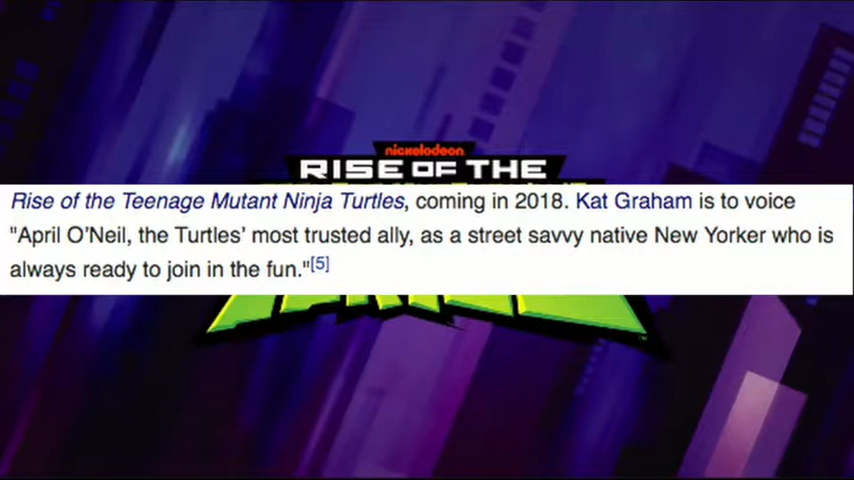 nickelodeon
RISE OF THE
Rise of the Teenage Mutant Ninja Turtles, coming in 2018. Kat Graham is to voice
"April O'Neil, the Turtles' most trusted ally, as a street savvy native New Yorker who is
always ready to join in the fun."[5]